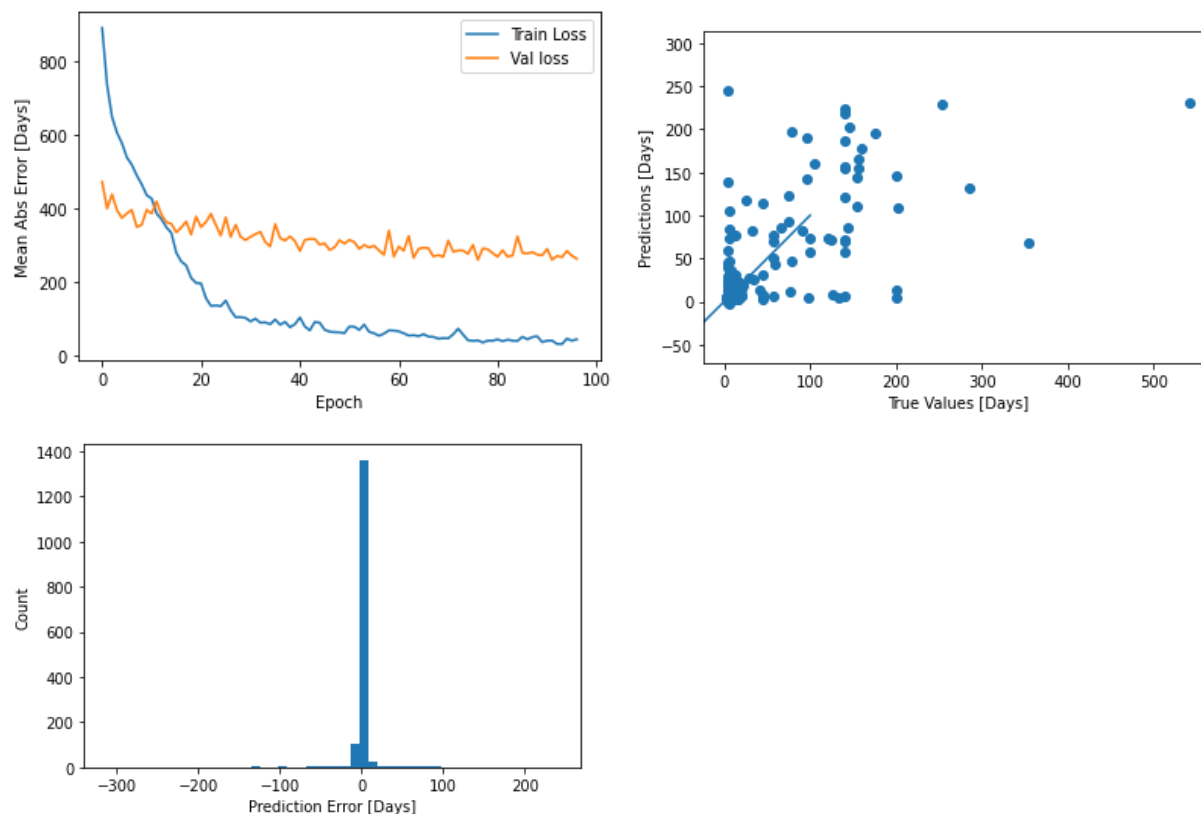 Train Loss
Val loss
800
600
400
200
0
Mean Abs Error [Days]
0 20 40 60 80 100
Epoch
300
250
200
150
100
50
0
−50
Predictions [Days]
0 100 200 300 400 500
True Values [Days]
1400
1200
1000
800
600
400
200
0
Count
−300 −200 −100 0 100 200
Prediction Error [Days]